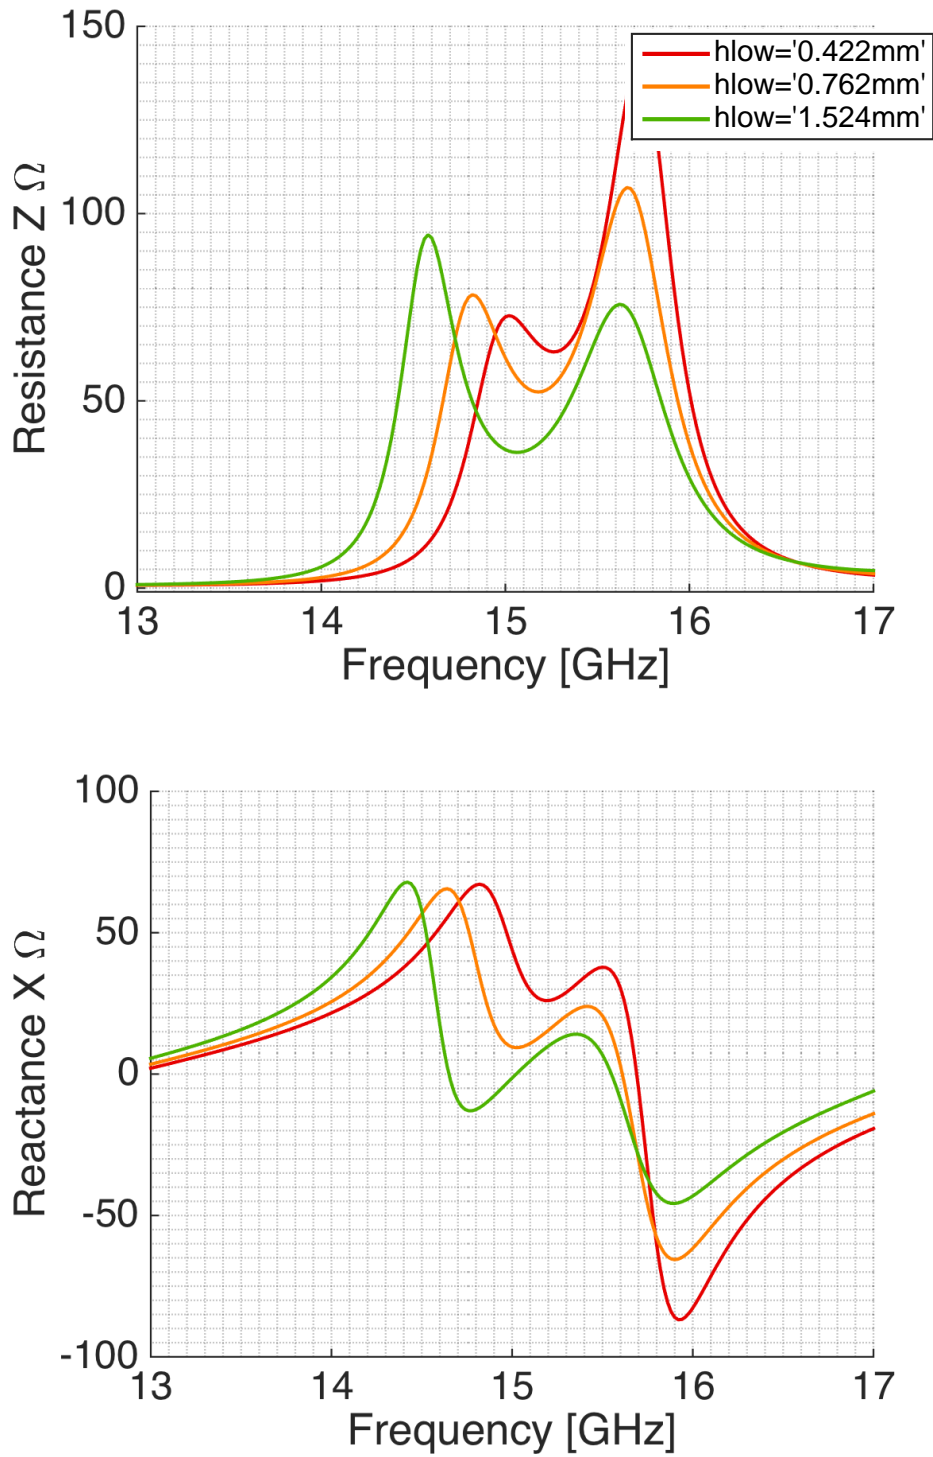 150
100
50
0
Resistance Z Ω
hlow='0.422mm'
hlow='0.762mm'
hlow='1.524mm'
13 14 15 16 17
Frequency [GHz]
100
50
0
-50
-100
Reactance X Ω
13 14 15 16 17
Frequency [GHz]